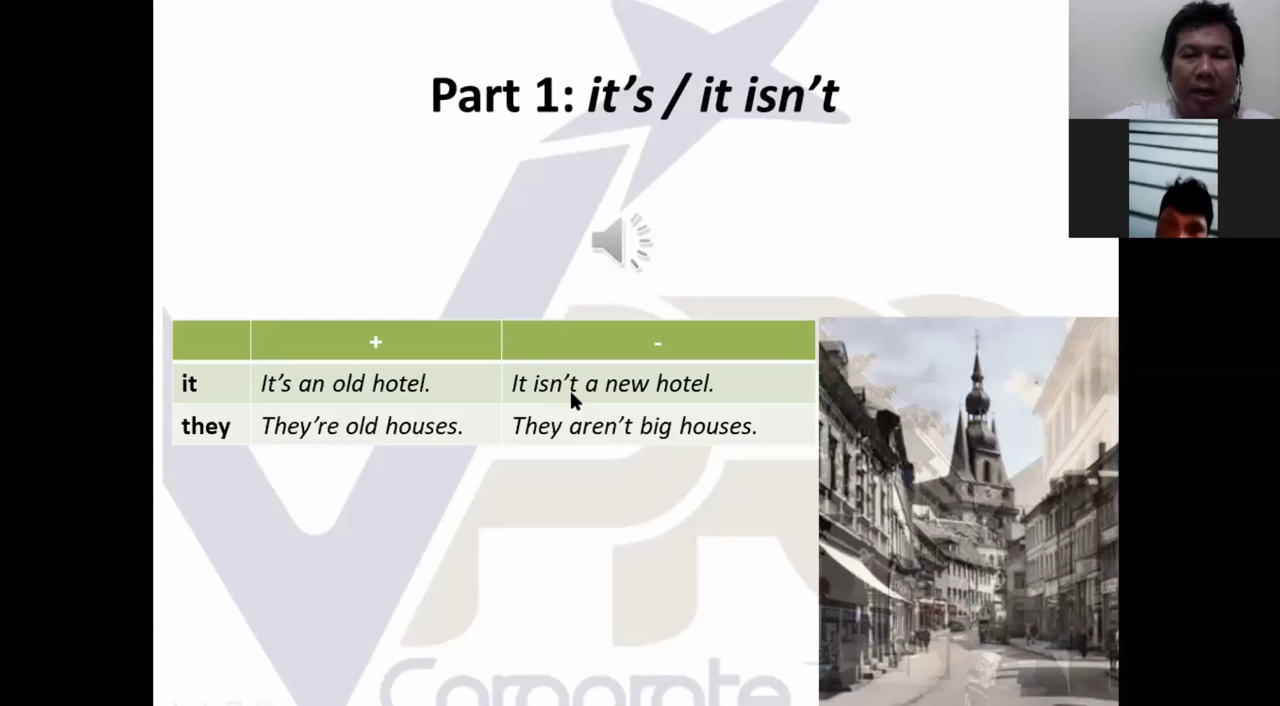 Part 1: it's / it isn't
+ -
it It's an old hotel. It isn't a new hotel.
they They're old houses. They aren't big houses.
Corporate